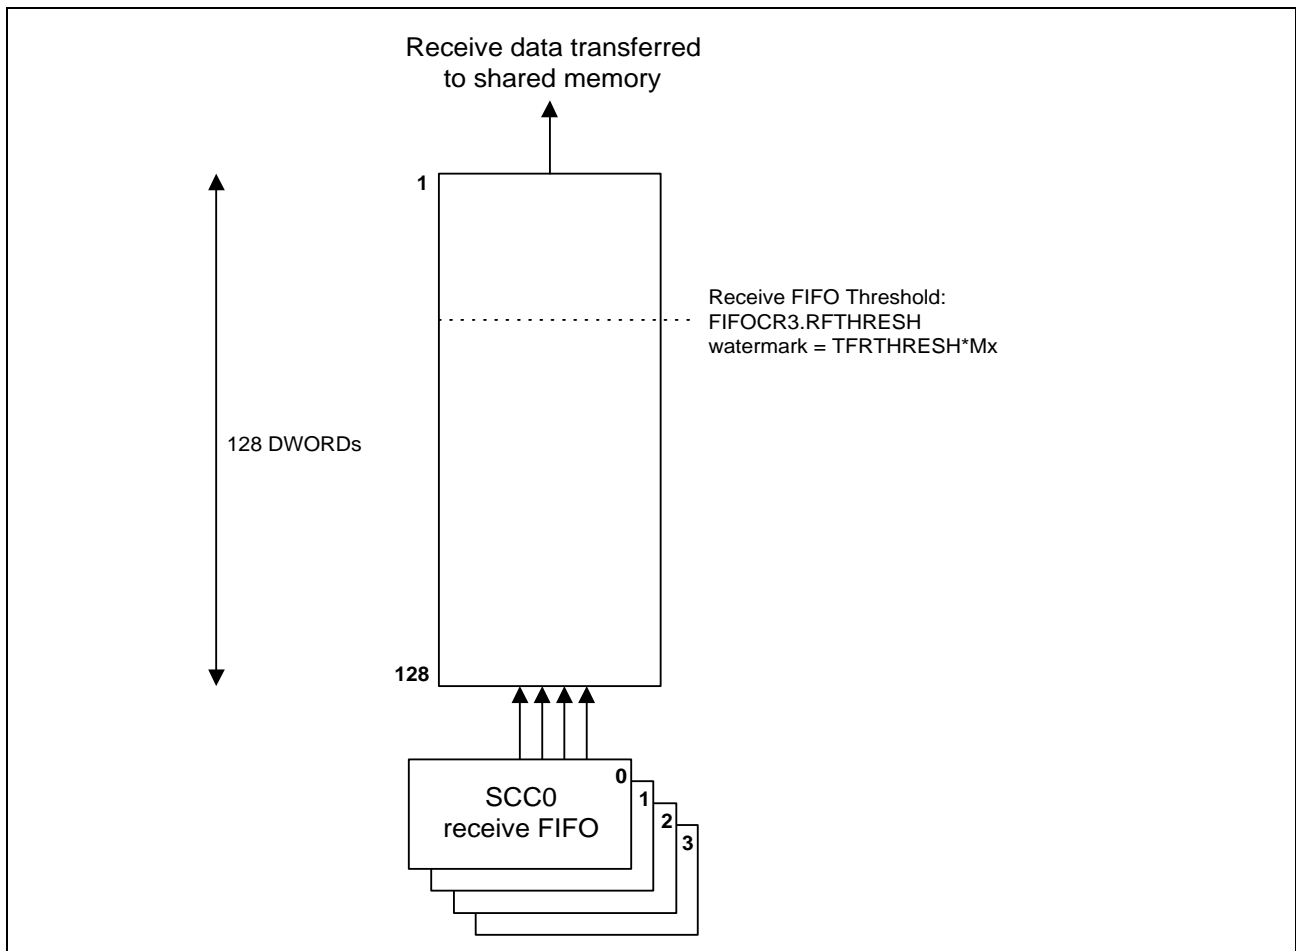 Receive data transferred
to shared memory
1
Receive FIFO Threshold:
FIFOCR3.RFTHRESH
watermark = TFRTHRESH*Mx
128 DWORDs
128
0
SCC0
receive FIFO
1
2
3